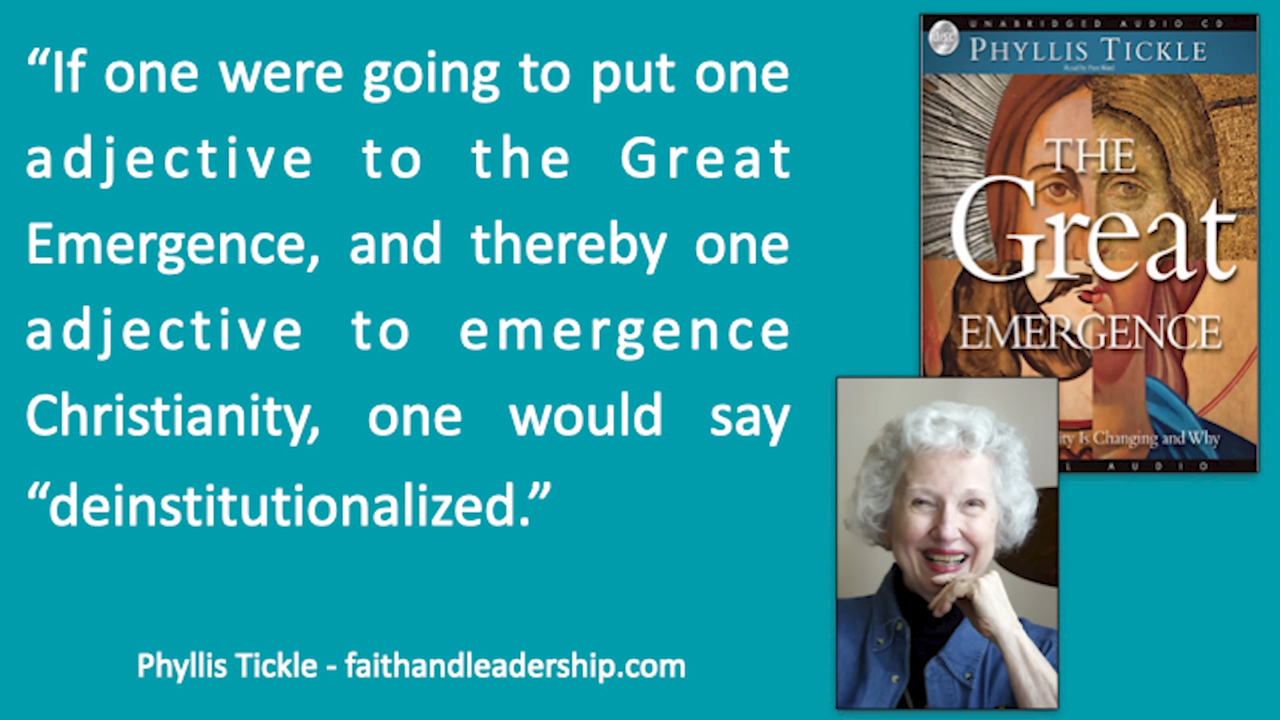 “If one were going to put one
adjective to the Great
Emergence, and thereby one
adjective to emergence
Christianity, one would say
“deinstitutionalized.”
Phyllis Tickle - faithandleadership.com
UNABRIDGED AUDIO CD
PHYLLIS TICKLE
THE
Great
EMERGENCE
Is Changing and Why
AUDIO